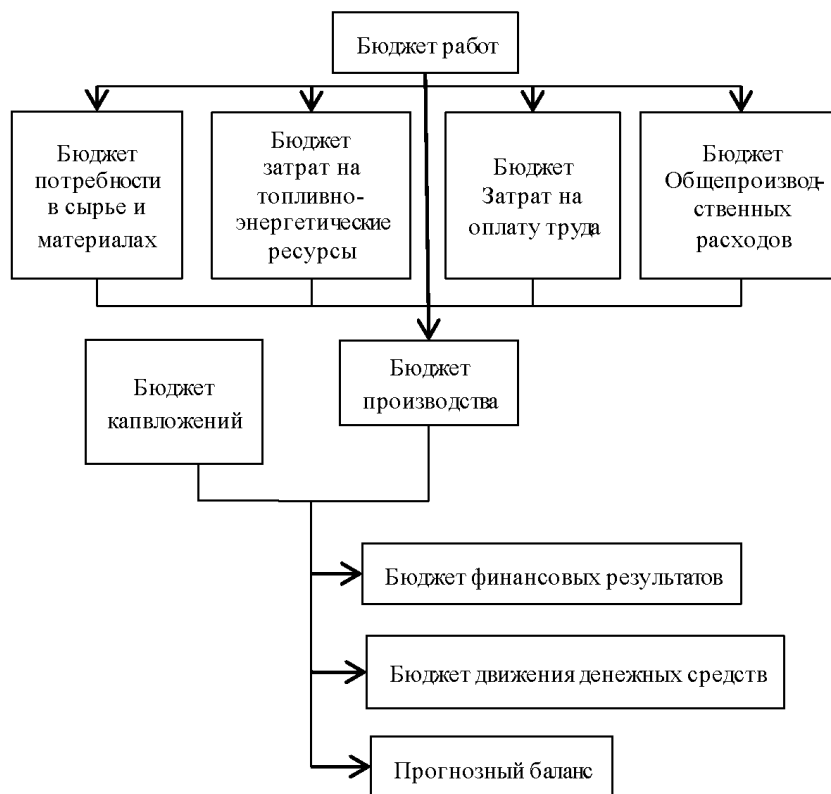 Бюджет работ
Бюджет
потребности
в сырье и
материалах
Бюджет
затрат на
топливно-
энергетические
ресурсы
Бюджет
Затрат на
оплату труда
Бюджет
Общепроизвод-
ственных
расходов
Бюджет
капвложений
Бюджет
производства
Бюджет финансовых результатов
Бюджет движения денежных средств
Прогнозный баланс